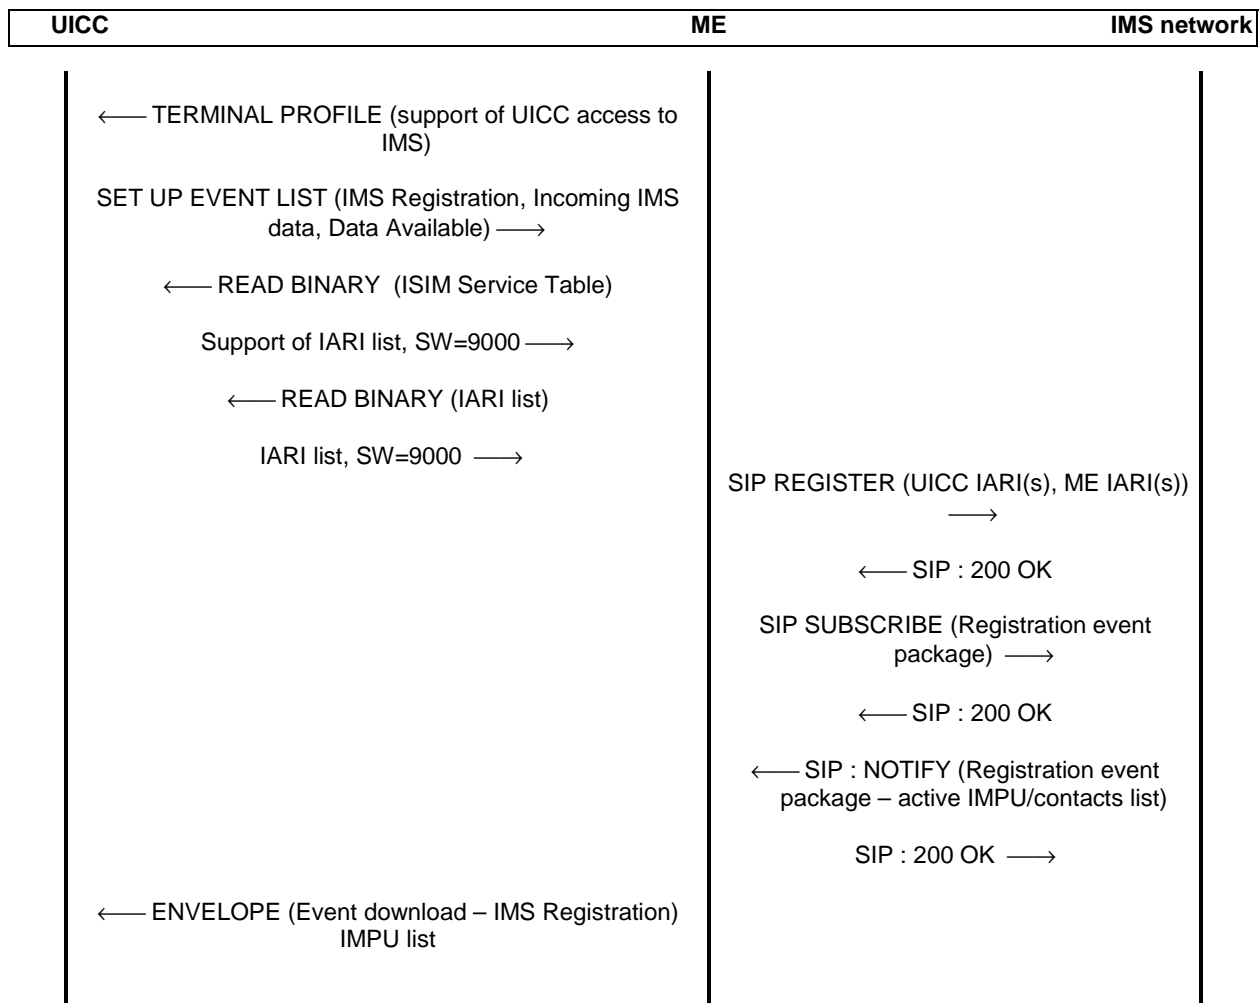 UICC ME IMS network
← TERMINAL PROFILE (support of UICC access to
IMS)
SET UP EVENT LIST (IMS Registration, Incoming IMS
data, Data Available) →
← READ BINARY (ISIM Service Table)
Support of IARI list, SW=9000 →
← READ BINARY (IARI list)
IARI list, SW=9000 →
SIP REGISTER (UICC IARI(s), ME IARI(s))
→
← SIP : 200 OK
SIP SUBSCRIBE (Registration event
package) →
← SIP : 200 OK
← SIP : NOTIFY (Registration event
package – active IMPU/contacts list)
SIP : 200 OK →
← ENVELOPE (Event download – IMS Registration)
IMPU list